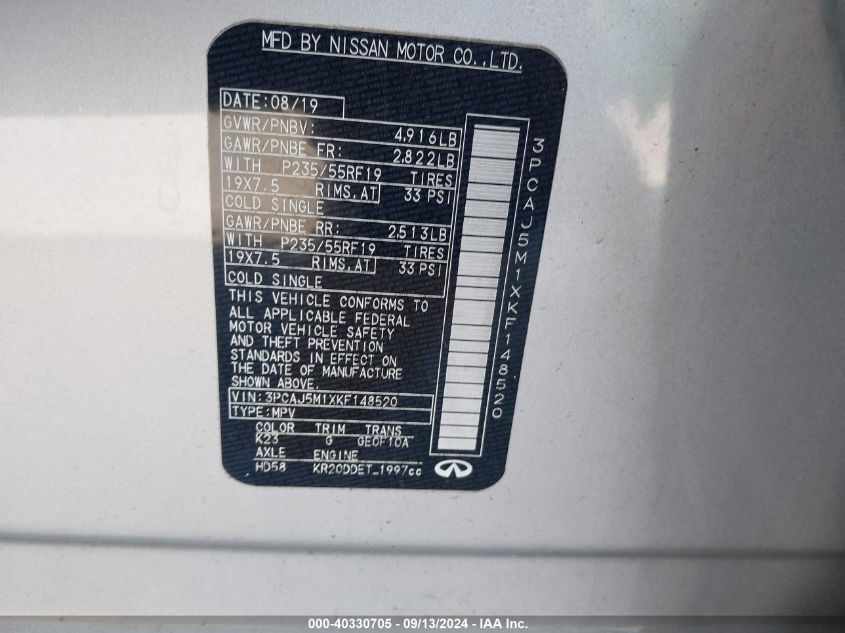 MFD BY NISSAN MOTOR CO.,LTD.
DATE:08/19
GVWR/PNBV: 4,916LB
GAWR/PNBE FR: 2,822LB
WITH P235/55RF19 TIRES
19X7.5 RIMS,AT 33 PSI
COLD SINGLE
GAWR/PNBE RR: 2,513LB
WITH P235/55RF19 TIRES
19X7.5 RIMS,AT 33 PSI
COLD SINGLE
THIS VEHICLE CONFORMS TO
ALL APPLICABLE FEDERAL
MOTOR VEHICLE SAFETY
AND THEFT PREVENTION
STANDARDS IN EFFECT ON
THE DATE OF MANUFACTURE
SHOWN ABOVE.
VIN: 3PCAJ5M1XKF148520
TYPE:MPV
COLOR TRIM TRANS
K23 G GEOF10A
AXLE ENGINE
HD58 KR20DDET_1997cc
3PCAJ5M1XKF148520
000-40330705 - 09/13/2024 - IAA Inc.